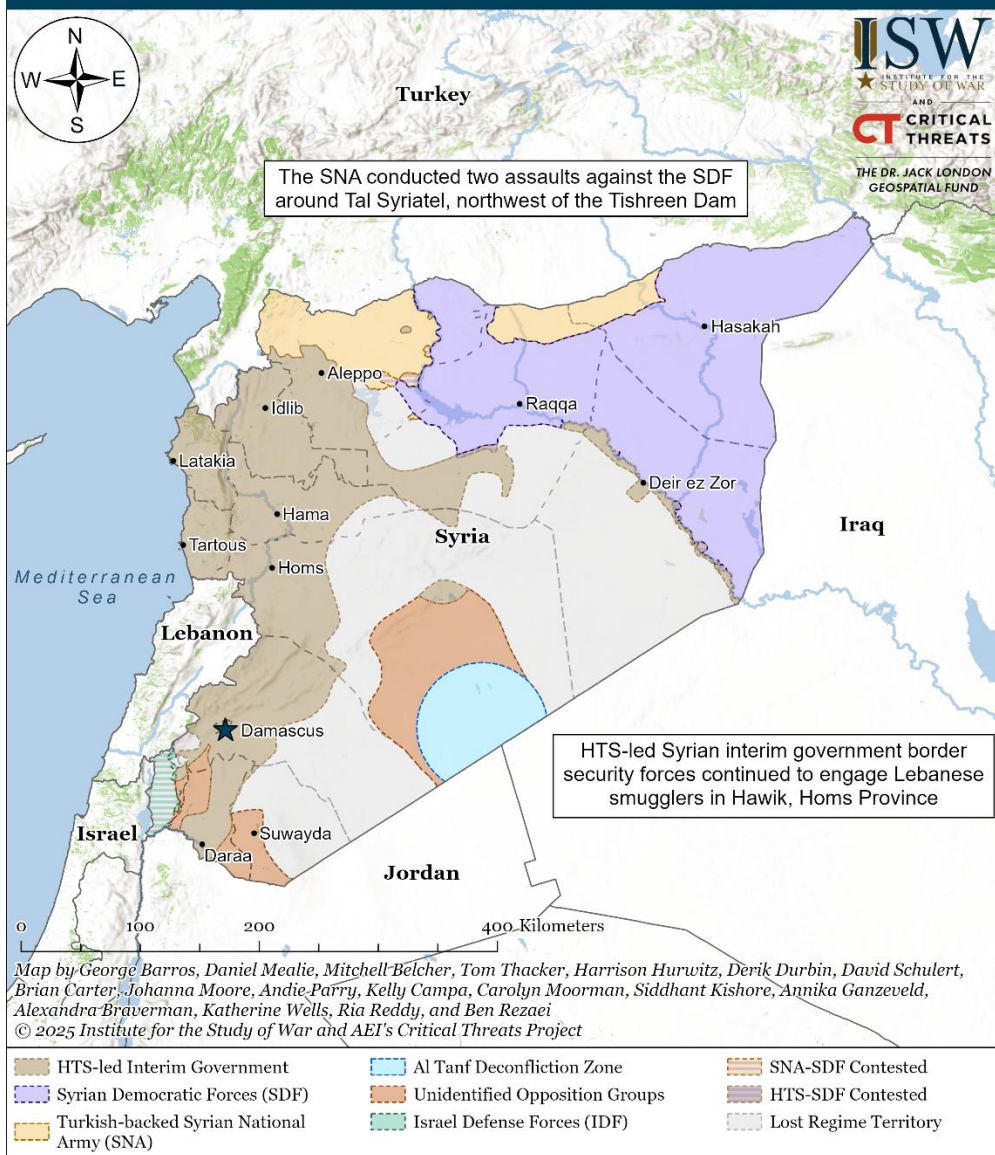 N
W E
S
ISW
INSTITUTE FOR THE
STUDY OF WAR
AND
CT CRITICAL
THREATS
THE DR. JACK LONDON
GEOSPATIAL FUND
Turkey
The SNA conducted two assaults against the SDF
around Tal Syriatel, northwest of the Tishreen Dam
Hasakah
Aleppo
Raqqa
Idlib
Latakia
Deir ez Zor
Hama
Iraq
Syria
Tartous
Homs
Mediterranean
Sea
Lebanon
Damascus
HTS-led Syrian interim government border
security forces continued to engage Lebanese
smugglers in Hawik, Homs Province
Israel
Suwayda
Daraa
Jordan
0 100 200 400 Kilometers
Map by George Barros, Daniel Mealie, Mitchell Belcher, Tom Thacker, Harrison Hurwitz, Derik Durbin, David Schulert,
Brian Carter, Johanna Moore, Andie Parry, Kelly Campa, Carolyn Moorman, Siddhant Kishore, Annika Ganzeveld,
Alexandra Braverman, Katherine Wells, Ria Reddy, and Ben Rezaei
© 2025 Institute for the Study of War and AEI's Critical Threats Project
HTS-led Interim Government
Syrian Democratic Forces (SDF)
Turkish-backed Syrian National
Army (SNA)
Al Tanf Deconfliction Zone
Unidentified Opposition Groups
Israel Defense Forces (IDF)
SNA-SDF Contested
HTS-SDF Contested
Lost Regime Territory